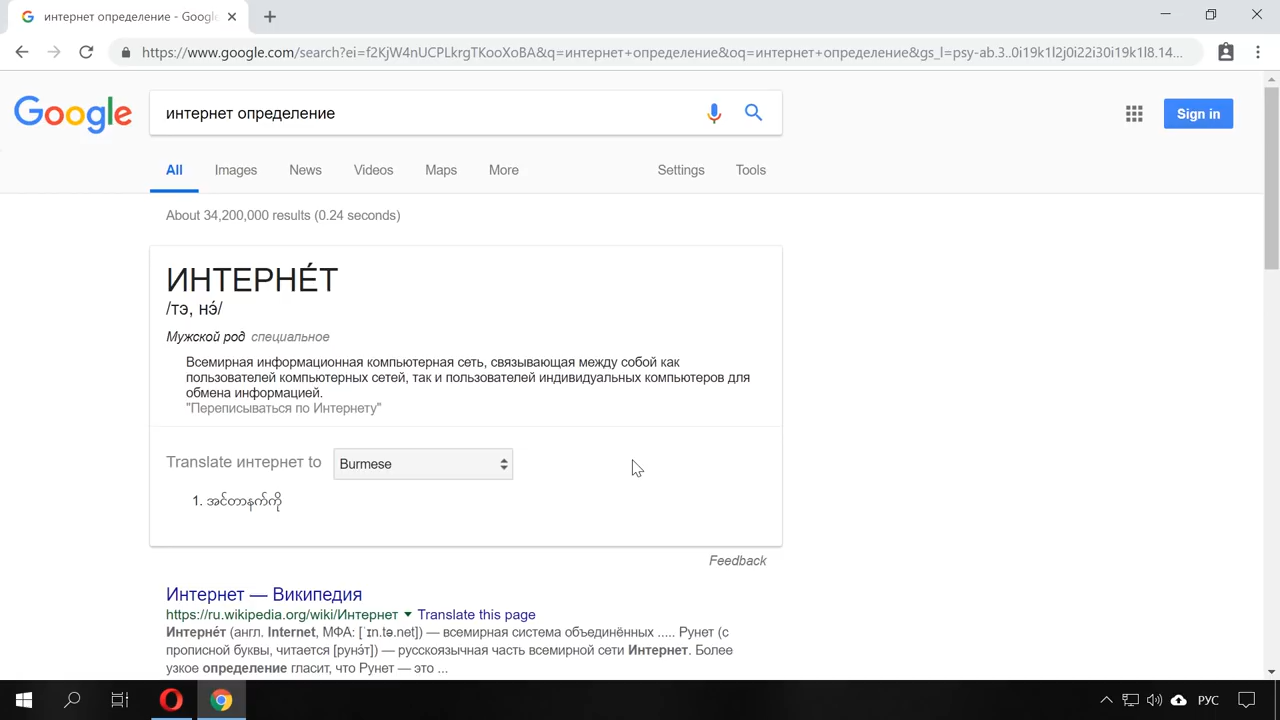 интернет определение - Googl
https://www.google.com/search?ei=f2KjW4nUCPLkrgTKooXoBA&q=интернет+определение&oq=интернет+определение&gs_l=psy-ab.3..0i19k1l2j0i22i30i19k1l8.14...
Google
интернет определение
Sign in
All Images News Videos Maps More Settings Tools
About 34,200,000 results (0.24 seconds)
ИНТЕРНЕ́Т
/тэ, нэ́/
Мужской род специальное
Всемирная информационная компьютерная сеть, связывающая между собой как
пользователей компьютерных сетей, так и пользователей индивидуальных компьютеров для
обмена информацией.
"Переписываться по Интернету"
Translate интернет to Burmese
1. အင်တာနက်ကို
Feedback
Интернет — Википедия
https://ru.wikipedia.org/wiki/Интернет Translate this page
Интерне́т (англ. Internet, МФА: [ˈɪn.tə.net]) — всемирная система объединённых ..... Рунет (с
прописной буквы, читается [рунэ́т]) — русскоязычная часть всемирной сети Интернет. Более
узкое определение гласит, что Рунет — это ...
РУС